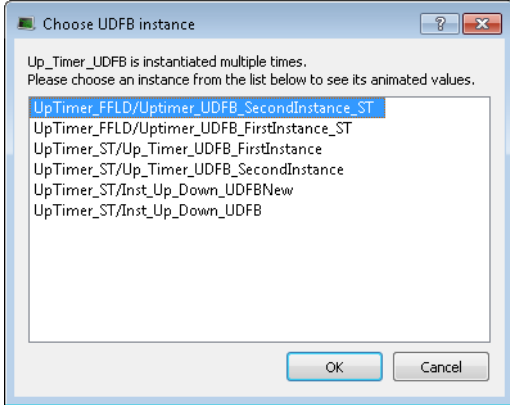 Choose UDFB instance
?
Up_Timer_UDFB is instantiated multiple times.
Please choose an instance from the list below to see its animated values.
UpTimer_FFLD/Uptimer_UDFB_SecondInstance_ST
UpTimer_FFLD/Uptimer_UDFB_FirstInstance_ST
UpTimer_ST/Up_Timer_UDFB_FirstInstance
UpTimer_ST/Up_Timer_UDFB_SecondInstance
UpTimer_ST/Inst_Up_Down_UDFBNew
UpTimer_ST/Inst_Up_Down_UDFB
OK Cancel